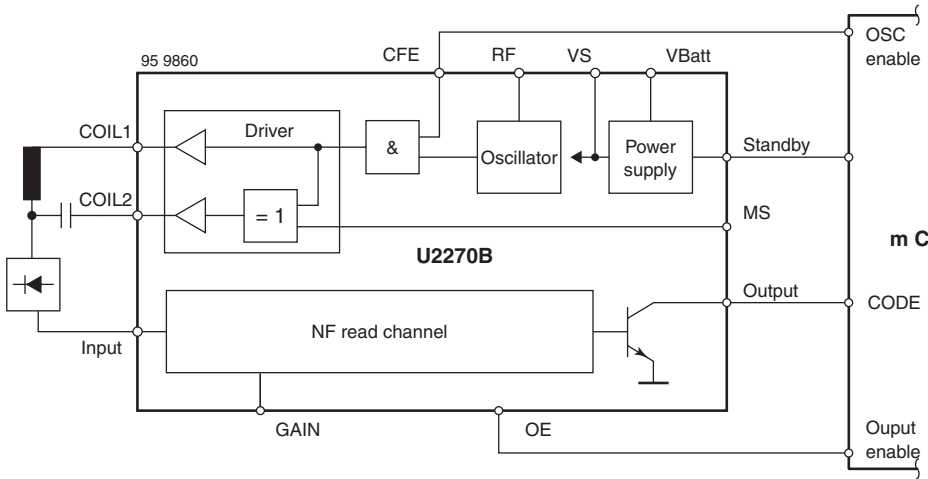 OSC
enable
CFE
RF
VS
VBatt
95 9860
COIL1
Driver
&
Oscillator
Power
supply
Standby
COIL2
= 1
MS
m C
U2270B
Output
CODE
NF read channel
Input
GAIN
OE
Ouput
enable